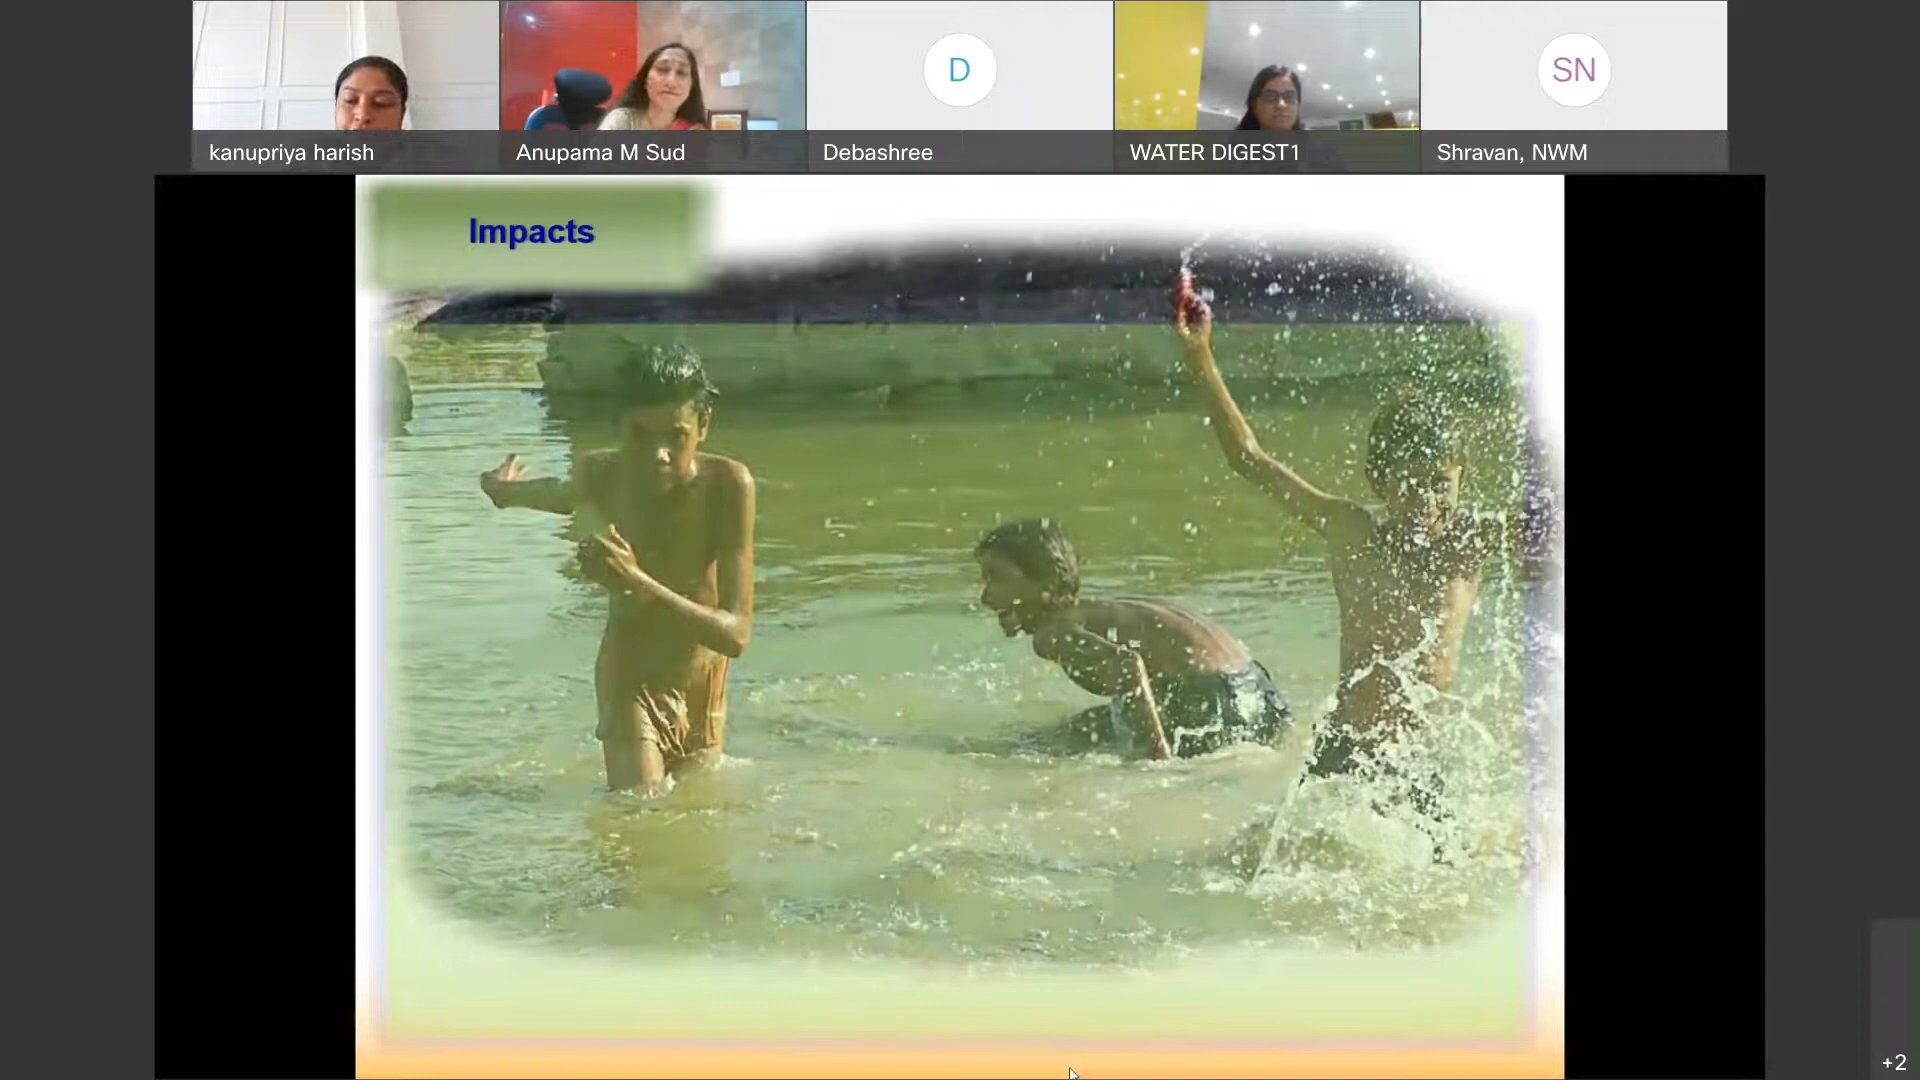 kanupriya harish
Anupama M Sud
D
Debashree
WATER DIGEST1
SN
Shravan, NWM
Impacts
+2